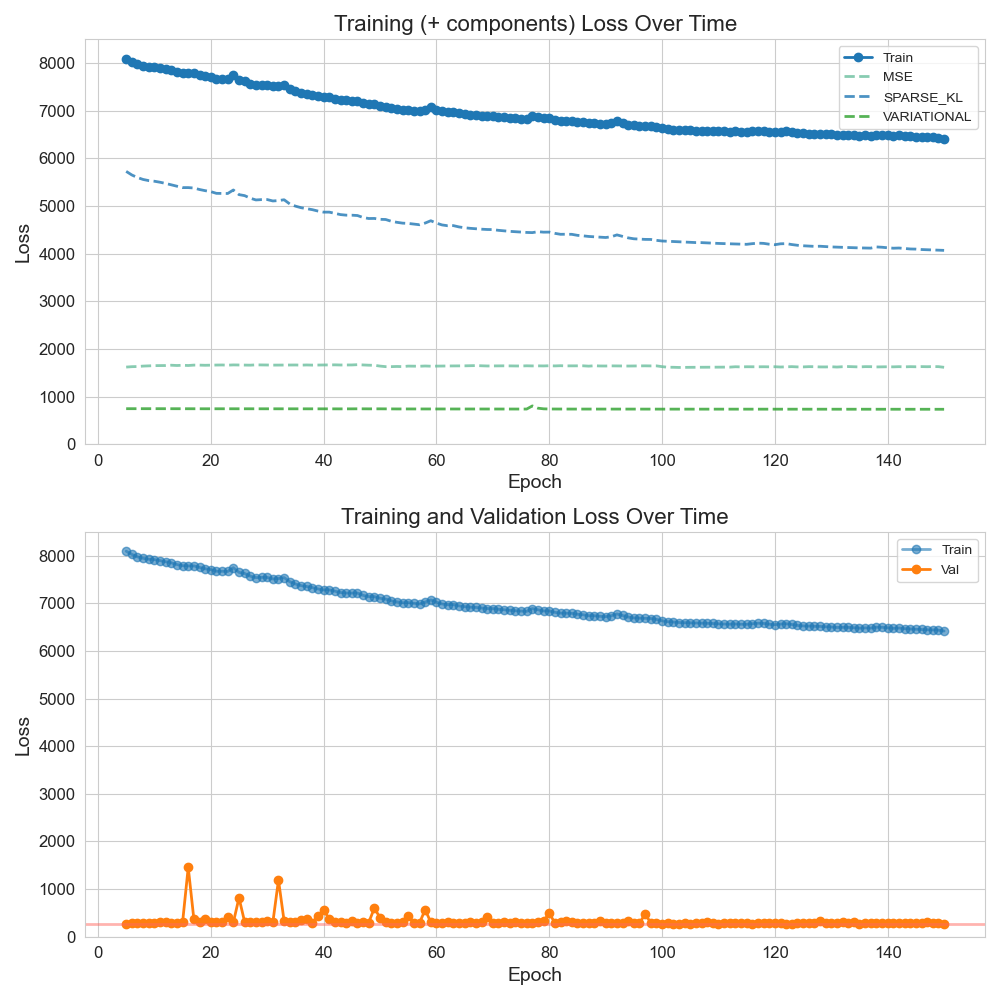 Training (+ components) Loss Over Time
8000
7000
6000
5000
4000
3000
2000
1000
0
Loss
Train
MSE
SPARSE_KL
VARIATIONAL
0 20 40 60 80 100 120 140
Epoch
Training and Validation Loss Over Time
8000
7000
6000
5000
4000
3000
2000
1000
0
Loss
Train
Val
0 20 40 60 80 100 120 140
Epoch